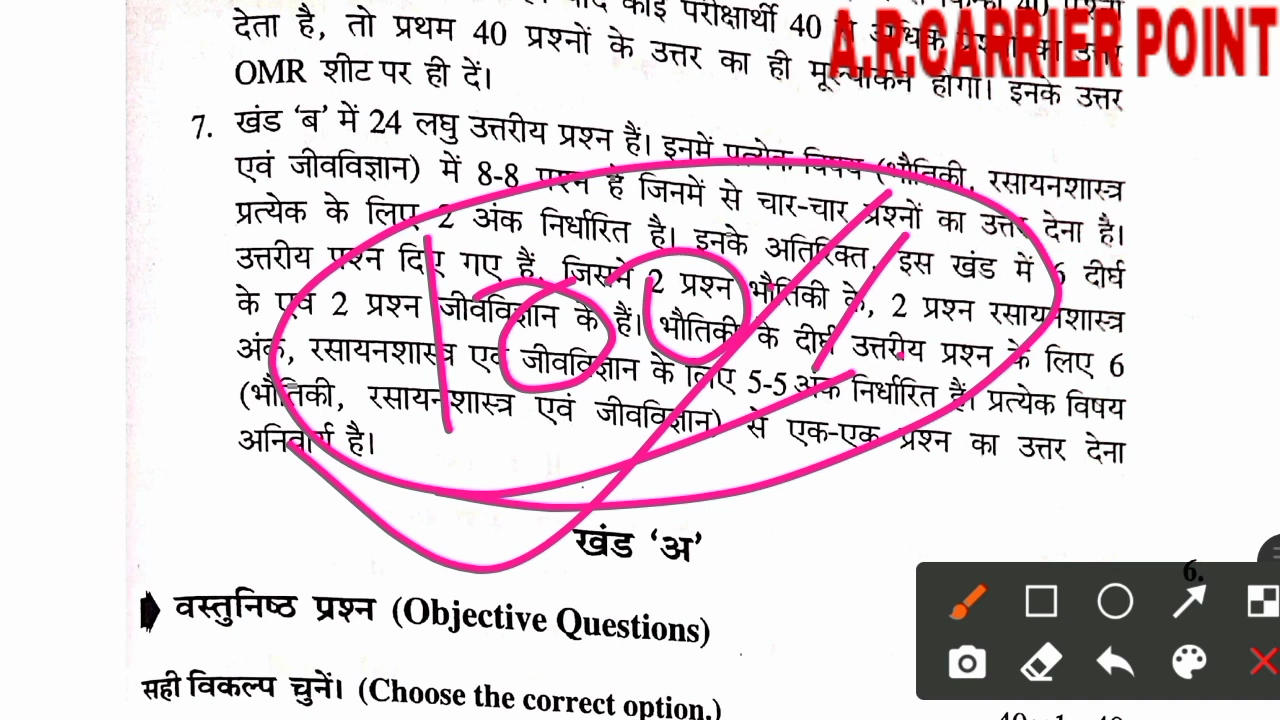 देता है, तो प्रथम 40 प्रश्नों के उत्तर का ही मूल्यांकन होगा। इनके उत्तर
OMR शीट पर ही दें।
A.R.CARRIER POINT
7. खंड ‘ब’ में 24 लघु उत्तरीय प्रश्न हैं। इनमें प्रत्येक विषय (भौतिकी, रसायनशास्त्र
एवं जीवविज्ञान) में 8-8 प्रश्न हैं जिनमें से चार-चार प्रश्नों का उत्तर देना है।
प्रत्येक के लिए 2 अंक निर्धारित है। इनके अतिरिक्त, इस खंड में 6 दीर्घ
उत्तरीय प्रश्न दिए गए हैं, जिसमें 2 प्रश्न भौतिकी के, 2 प्रश्न रसायनशास्त्र
के एवं 2 प्रश्न जीवविज्ञान के हैं। भौतिकी के दीर्घ उत्तरीय प्रश्न के लिए 6
अंक, रसायनशास्त्र एवं जीवविज्ञान के लिए 5-5 अंक निर्धारित हैं। प्रत्येक विषय
(भौतिकी, रसायनशास्त्र एवं जीवविज्ञान) से एक-एक प्रश्न का उत्तर देना
अनिवार्य है।
खंड ‘अ’
वस्तुनिष्ठ प्रश्न (Objective Questions)
6.
सही विकल्प चुनें। (Choose the correct option.)